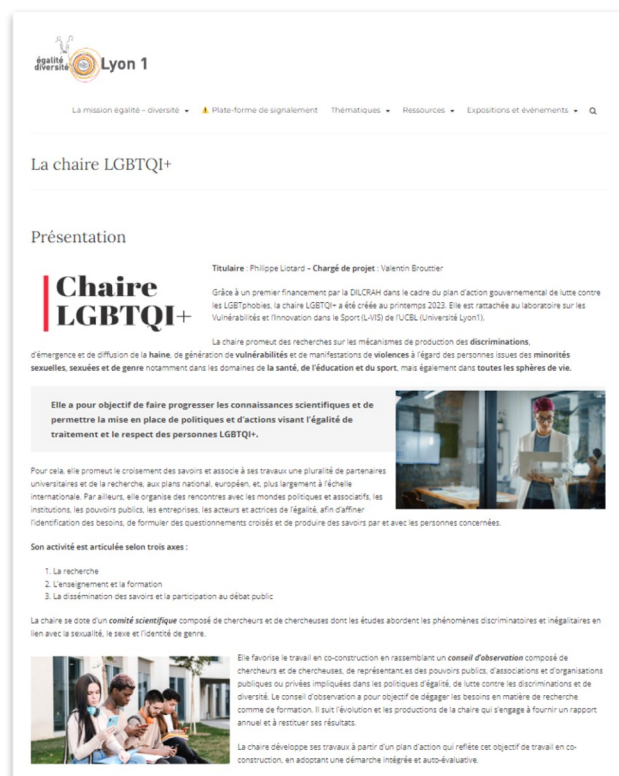 égalité
diversité
Lyon 1
La mission égalité – diversité
Plate-forme de signalement
Thématiques
Ressources
Expositions et événements
La chaire LGBTQI+
Présentation
Chaire
LGBTQI+
Titulaire : Philippe Liotard – Chargé de projet : Valentin Brouttier
Grâce à un premier financement par la DILCRAH dans le cadre du plan d'action gouvernemental de lutte contre
les LGBTphobies, la chaire LGBTQI+ a été créée au printemps 2023. Elle est rattachée au laboratoire sur les
Vulnérabilités et l'Innovation dans le Sport (L-VIS) de l'UCBL (Université Lyon1).
La chaire promeut des recherches sur les mécanismes de production des discriminations,
d'émergence et de diffusion de la haine, de génération de vulnérabilités et de manifestations de violences à l'égard des personnes issues des minorités
sexuelles, sexuées et de genre notamment dans les domaines de la santé, de l'éducation et du sport, mais également dans toutes les sphères de vie.
Elle a pour objectif de faire progresser les connaissances scientifiques et de
permettre la mise en place de politiques et d'actions visant l'égalité de
traitement et le respect des personnes LGBTQI+.
Pour cela, elle promeut le croisement des savoirs et associe à ses travaux une pluralité de partenaires
universitaires et de la recherche, aux plans national, européen, et, plus largement à l'échelle
internationale. Par ailleurs, elle organise des rencontres avec les mondes politiques et associatifs, les
institutions, les pouvoirs publics, les entreprises, les acteurs et actrices de l'égalité, afin d'affiner
l'identification des besoins, de formuler des questionnements croisés et de produire des savoirs par et avec les personnes concernées.
Son activité est articulée selon trois axes :
1. La recherche
2. L'enseignement et la formation
3. La dissémination des savoirs et la participation au débat public
La chaire se dote d'un comité scientifique composé de chercheurs et de chercheuses dont les études abordent les phénomènes discriminatoires et inégalitaires en
lien avec la sexualité, le sexe et l'identité de genre.
Elle favorise le travail en co-construction en rassemblant un conseil d'observation composé de
chercheurs et de chercheuses, de représentant.es des pouvoirs publics, d'associations et d'organisations
publiques ou privées impliquées dans les politiques d'égalité, de lutte contre les discriminations et de
diversité. Le conseil d'observation a pour objectif de dégager les besoins en matière de recherche
comme de formation. Il suit l'évolution et les productions de la chaire qui s'engage à fournir un rapport
annuel et à restituer ses résultats.
La chaire développe ses travaux à partir d'un plan d'action qui reflète cet objectif de travail en co-
construction, en adoptant une démarche intégrée et auto-évaluative.